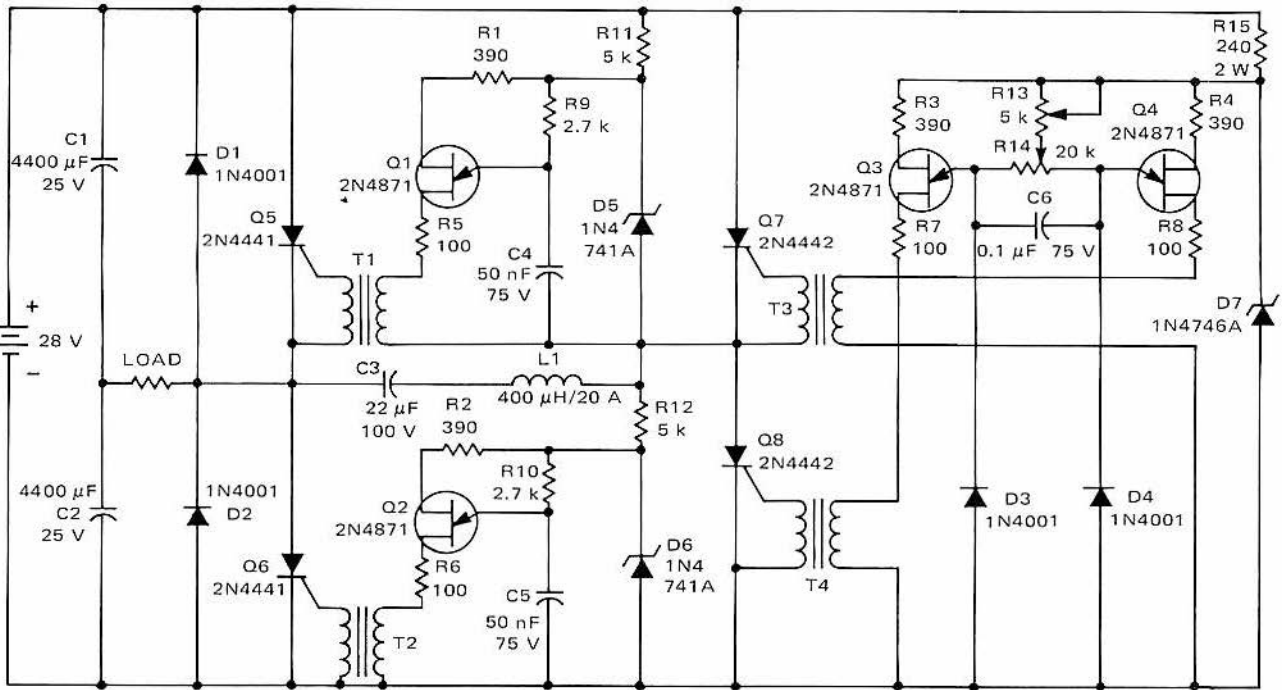 C1
4400 µF
25 V
D1
1N4001
+
28 V
−
LOAD
4400 µF
C2
25 V
1N4001
D2
R1
390
Q1
2N4871
R5
100
Q5
2N4441
T1
R11
5 k
R9
2.7 k
C4
50 nF
75 V
D5
1N4
741A
C3
22 µF
100 V
L1
400 µH/20 A
R2
390
R12
5 k
R10
2.7 k
Q2
2N4871
R6
100
C5
50 nF
75 V
D6
1N4
741A
Q6
2N4441
T2
Q7
2N4442
T3
Q8
2N4442
T4
R3
390
R13
5 k
Q4
2N4871
R4
390
R15
240
2 W
Q3
2N4871
R14
20 k
C6
0.1 µF
75 V
R7
100
R8
100
D7
1N4746A
D3
1N4001
D4
1N4001